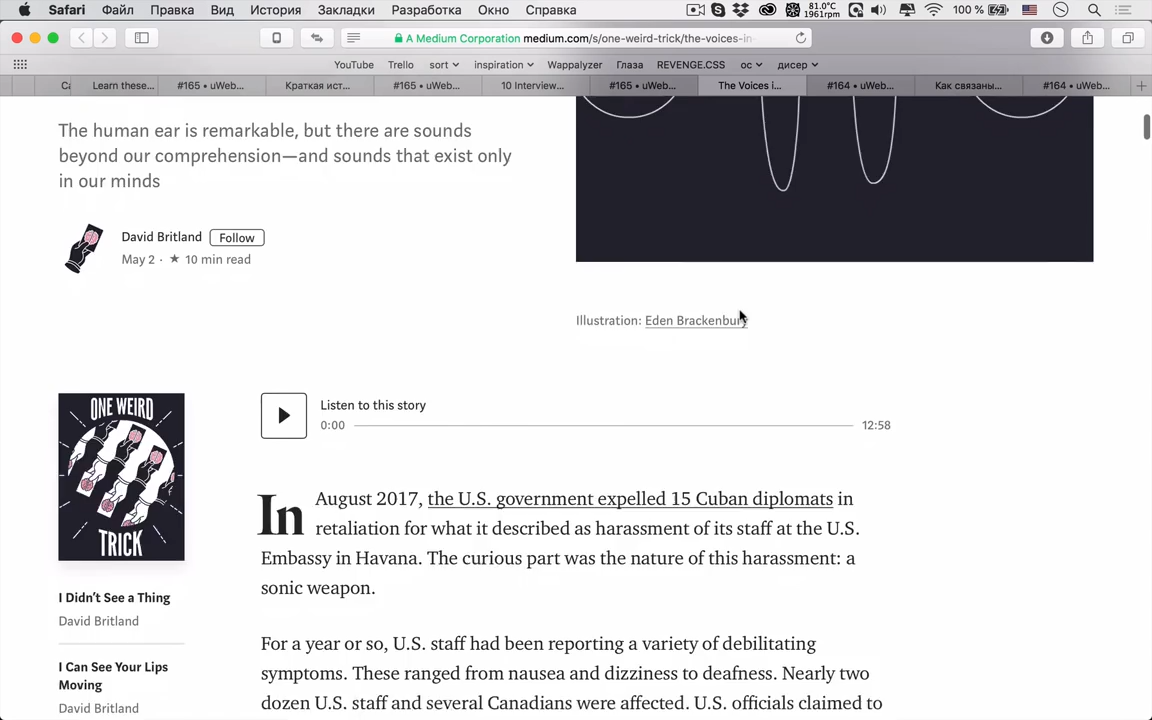 Safari Файл Правка Вид История Закладки Разработка Окно Справка 81.0°C 1961rpm 100 %
A Medium Corporation medium.com/s/one-weird-trick/the-voices-in-
YouTube Trello sort inspiration Wappalyzer Глаза REVENGE.CSS ос дисер
Ca Learn these... #165 • uWeb... Краткая ист... #165 • uWeb... 10 Interview... #165 • uWeb... The Voices i... #164 • uWeb... Как связаны... #164 • uWeb...
The human ear is remarkable, but there are sounds
beyond our comprehension—and sounds that exist only
in our minds
David Britland Follow
May 2 · ★ 10 min read
Illustration: Eden Brackenbury
ONE WEIRD
TRICK
Listen to this story
0:00 12:58
In August 2017, the U.S. government expelled 15 Cuban diplomats in
retaliation for what it described as harassment of its staff at the U.S.
Embassy in Havana. The curious part was the nature of this harassment: a
sonic weapon.
I Didn't See a Thing
David Britland
For a year or so, U.S. staff had been reporting a variety of debilitating
symptoms. These ranged from nausea and dizziness to deafness. Nearly two
dozen U.S. staff and several Canadians were affected. U.S. officials claimed to
I Can See Your Lips
Moving
David Britland